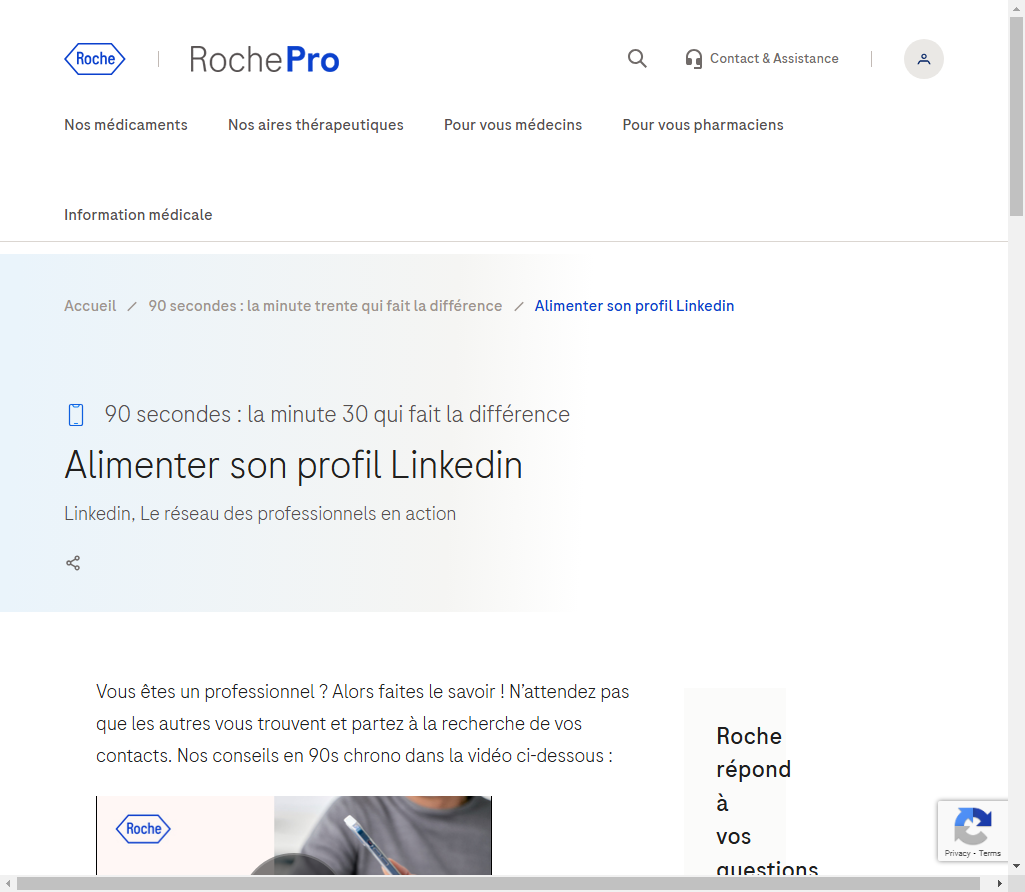 Roche
RochePro
Contact & Assistance
Nos médicaments
Nos aires thérapeutiques
Pour vous médecins
Pour vous pharmaciens
Information médicale
Accueil / 90 secondes : la minute trente qui fait la différence / Alimenter son profil Linkedin
90 secondes : la minute 30 qui fait la différence
Alimenter son profil Linkedin
Linkedin, Le réseau des professionnels en action
Vous êtes un professionnel ? Alors faites le savoir ! N’attendez pas
que les autres vous trouvent et partez à la recherche de vos
contacts. Nos conseils en 90s chrono dans la vidéo ci-dessous :
Roche
Roche
répond
à
vos
questions
Privacy - Terms